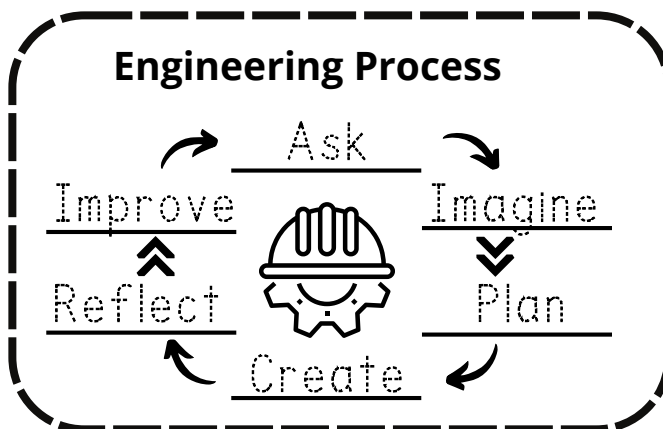 Engineering Process
Ask
Improve
Imagine
Reflect
Plan
Create